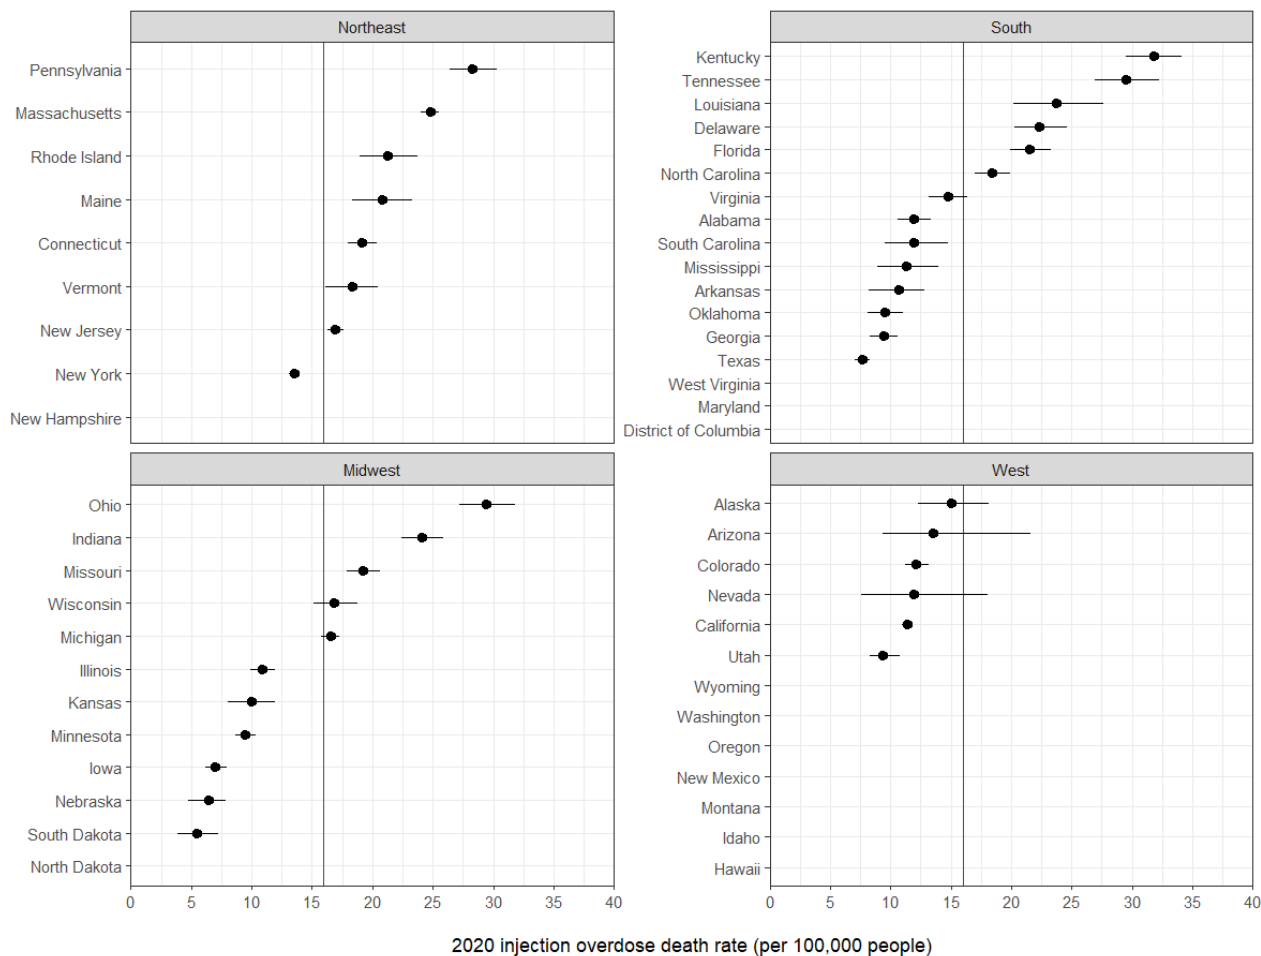 Northeast
Pennsylvania
Massachusetts
Rhode Island
Maine
Connecticut
Vermont
New Jersey
New York
New Hampshire
South
Kentucky
Tennessee
Louisiana
Delaware
Florida
North Carolina
Virginia
Alabama
South Carolina
Mississippi
Arkansas
Oklahoma
Georgia
Texas
West Virginia
Maryland
District of Columbia
Midwest
Ohio
Indiana
Missouri
Wisconsin
Michigan
Illinois
Kansas
Minnesota
Iowa
Nebraska
South Dakota
North Dakota
0 5 10 15 20 25 30 35 40
West
Alaska
Arizona
Colorado
Nevada
California
Utah
Wyoming
Washington
Oregon
New Mexico
Montana
Idaho
Hawaii
0 5 10 15 20 25 30 35 40
2020 injection overdose death rate (per 100,000 people)